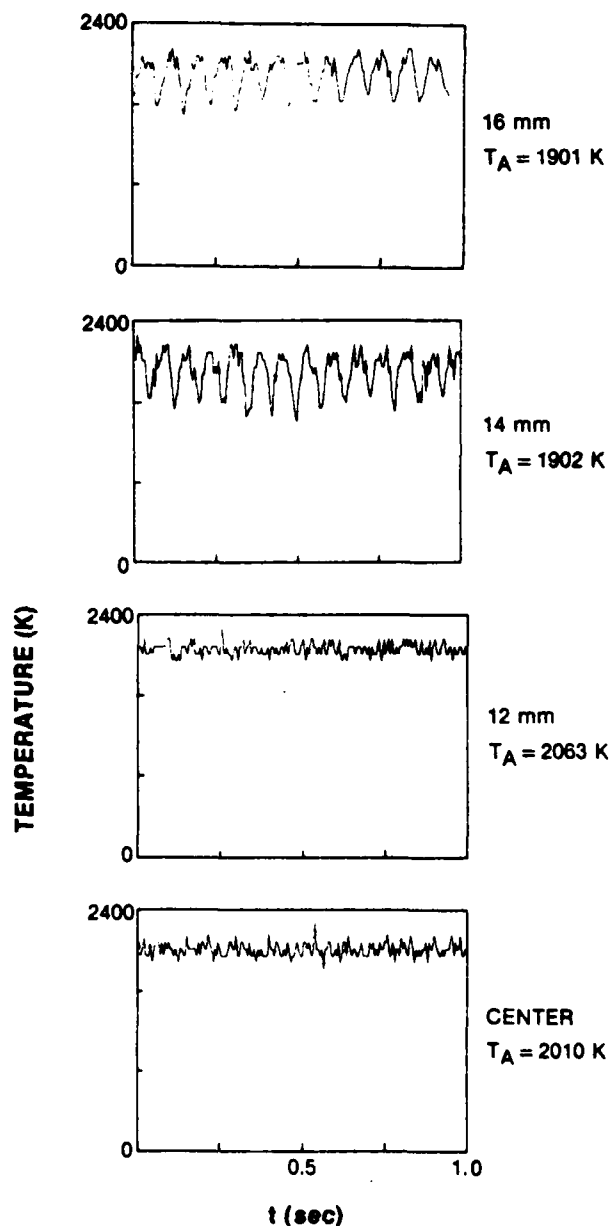 2400
0
16 mm
T_A = 1901 K
2400
0
14 mm
T_A = 1902 K
2400
0
12 mm
T_A = 2063 K
2400
0
CENTER
T_A = 2010 K
0.5
1.0
t (sec)
TEMPERATURE (K)